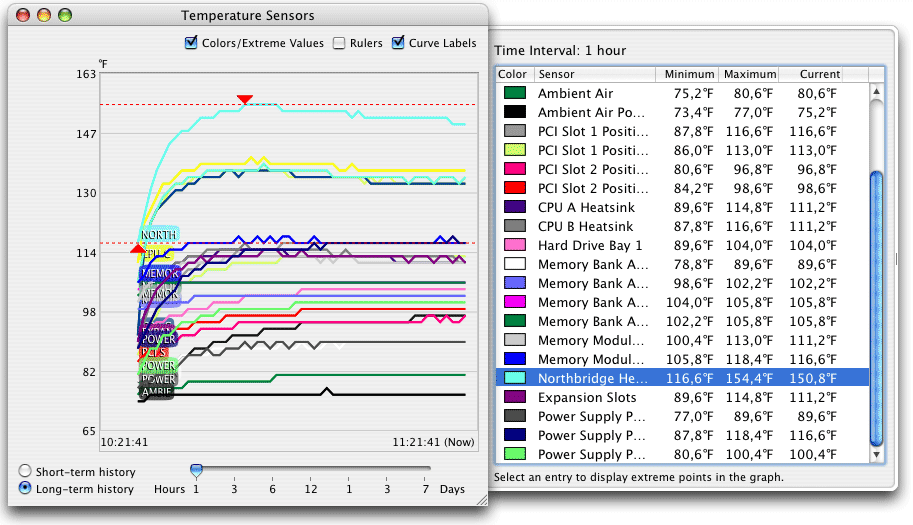 Temperature Sensors
Colors/Extreme Values Rulers Curve Labels
°F
163
147
130
114
98
82
65
NORTH
MEMOR
MEMOR
POWER
POWER
POWER
AMBIE
10:21:41 11:21:41 (Now)
Short-term history
Long-term history
Hours 1 3 6 12 1 3 7 Days
Time Interval: 1 hour
Color Sensor Minimum Maximum Current
Ambient Air 75,2°F 80,6°F 80,6°F
Ambient Air Po... 73,4°F 77,0°F 75,2°F
PCI Slot 1 Positi... 87,8°F 116,6°F 116,6°F
PCI Slot 1 Positi... 86,0°F 113,0°F 113,0°F
PCI Slot 2 Positi... 80,6°F 96,8°F 96,8°F
PCI Slot 2 Positi... 84,2°F 98,6°F 98,6°F
CPU A Heatsink 89,6°F 114,8°F 111,2°F
CPU B Heatsink 87,8°F 116,6°F 111,2°F
Hard Drive Bay 1 89,6°F 104,0°F 104,0°F
Memory Bank A... 78,8°F 89,6°F 89,6°F
Memory Bank A... 98,6°F 102,2°F 102,2°F
Memory Bank A... 104,0°F 105,8°F 105,8°F
Memory Bank A... 102,2°F 105,8°F 105,8°F
Memory Modul... 100,4°F 113,0°F 111,2°F
Memory Modul... 105,8°F 118,4°F 116,6°F
Northbridge He... 116,6°F 154,4°F 150,8°F
Expansion Slots 89,6°F 114,8°F 111,2°F
Power Supply P... 77,0°F 89,6°F 89,6°F
Power Supply P... 87,8°F 118,4°F 116,6°F
Power Supply P... 80,6°F 100,4°F 100,4°F
Select an entry to display extreme points in the graph.